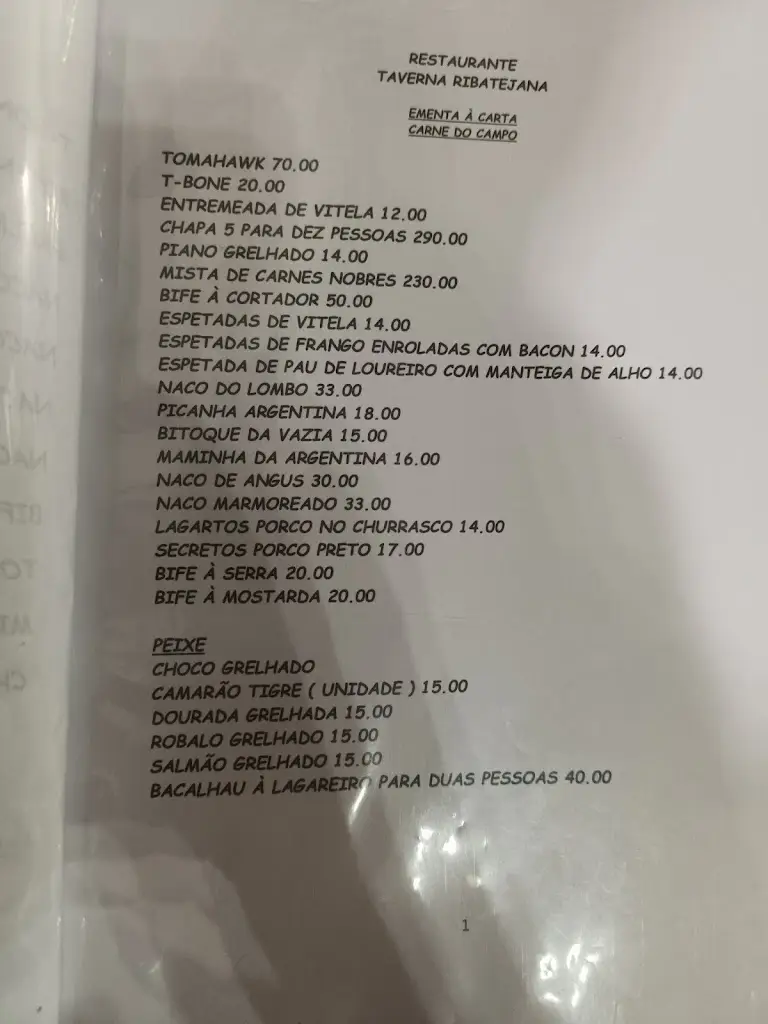 RESTAURANTE
TAVERNA RIBATEJANA
EMENTA À CARTA
CARNE DO CAMPO
TOMAHAWK 70.00
T-BONE 20.00
ENTREMEADA DE VITELA 12.00
CHAPA 5 PARA DEZ PESSOAS 290.00
PIANO GRELHADO 14.00
MISTA DE CARNES NOBRES 230.00
BIFE À CORTADOR 50.00
ESPETADAS DE VITELA 14.00
ESPETADAS DE FRANGO ENROLADAS COM BACON 14.00
ESPETADA DE PAU DE LOUREIRO COM MANTEIGA DE ALHO 14.00
NACO DO LOMBO 33.00
PICANHA ARGENTINA 18.00
BITOQUE DA VAZIA 15.00
MAMINHA DA ARGENTINA 16.00
NACO DE ANGUS 30.00
NACO MARMOREADO 33.00
LAGARTOS PORCO NO CHURRASCO 14.00
SECRETOS PORCO PRETO 17.00
BIFE À SERRA 20.00
BIFE À MOSTARDA 20.00
PEIXE
CHOCO GRELHADO
CAMARÃO TIGRE ( UNIDADE ) 15.00
DOURADA GRELHADA 15.00
ROBALO GRELHADO 15.00
SALMÃO GRELHADO 15.00
BACALHAU À LAGAREIRO PARA DUAS PESSOAS 40.00
1